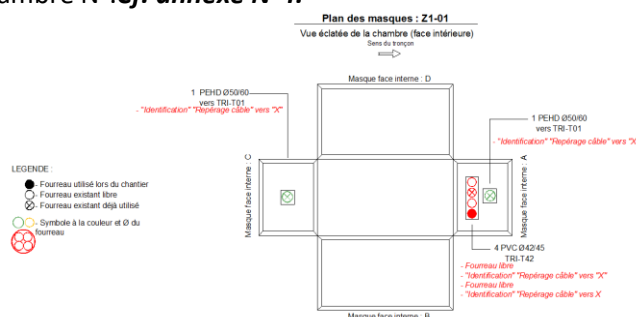 Cf. annexe N°
Plan des masques : Z1-01
Vue éclatée de la chambre (face intérieure)
Sens du tronçon
Masque face interne : D
1 PEHD Ø50/60
vers TRI-T01
- "Identification" "Repérage câble" vers "X"
1 PEHD Ø50/60
vers TRI-T01
- "Identification" "Repérage câble" vers "X
Masque face interne : C
Masque face interne : A
LEGENDE :
- Fourreau utilisé lors du chantier
- Fourreau existant libre
- Fourreau existant déjà utilisé
- Symbole à la couleur et Ø du
fourreau
4 PVC Ø42/45
TRI-T42
- Fourreau libre
- "Identification" "Repérage câble" vers "X"
- Fourreau libre
- "Identification" "Repérage câble" vers X
Masque face interne : B